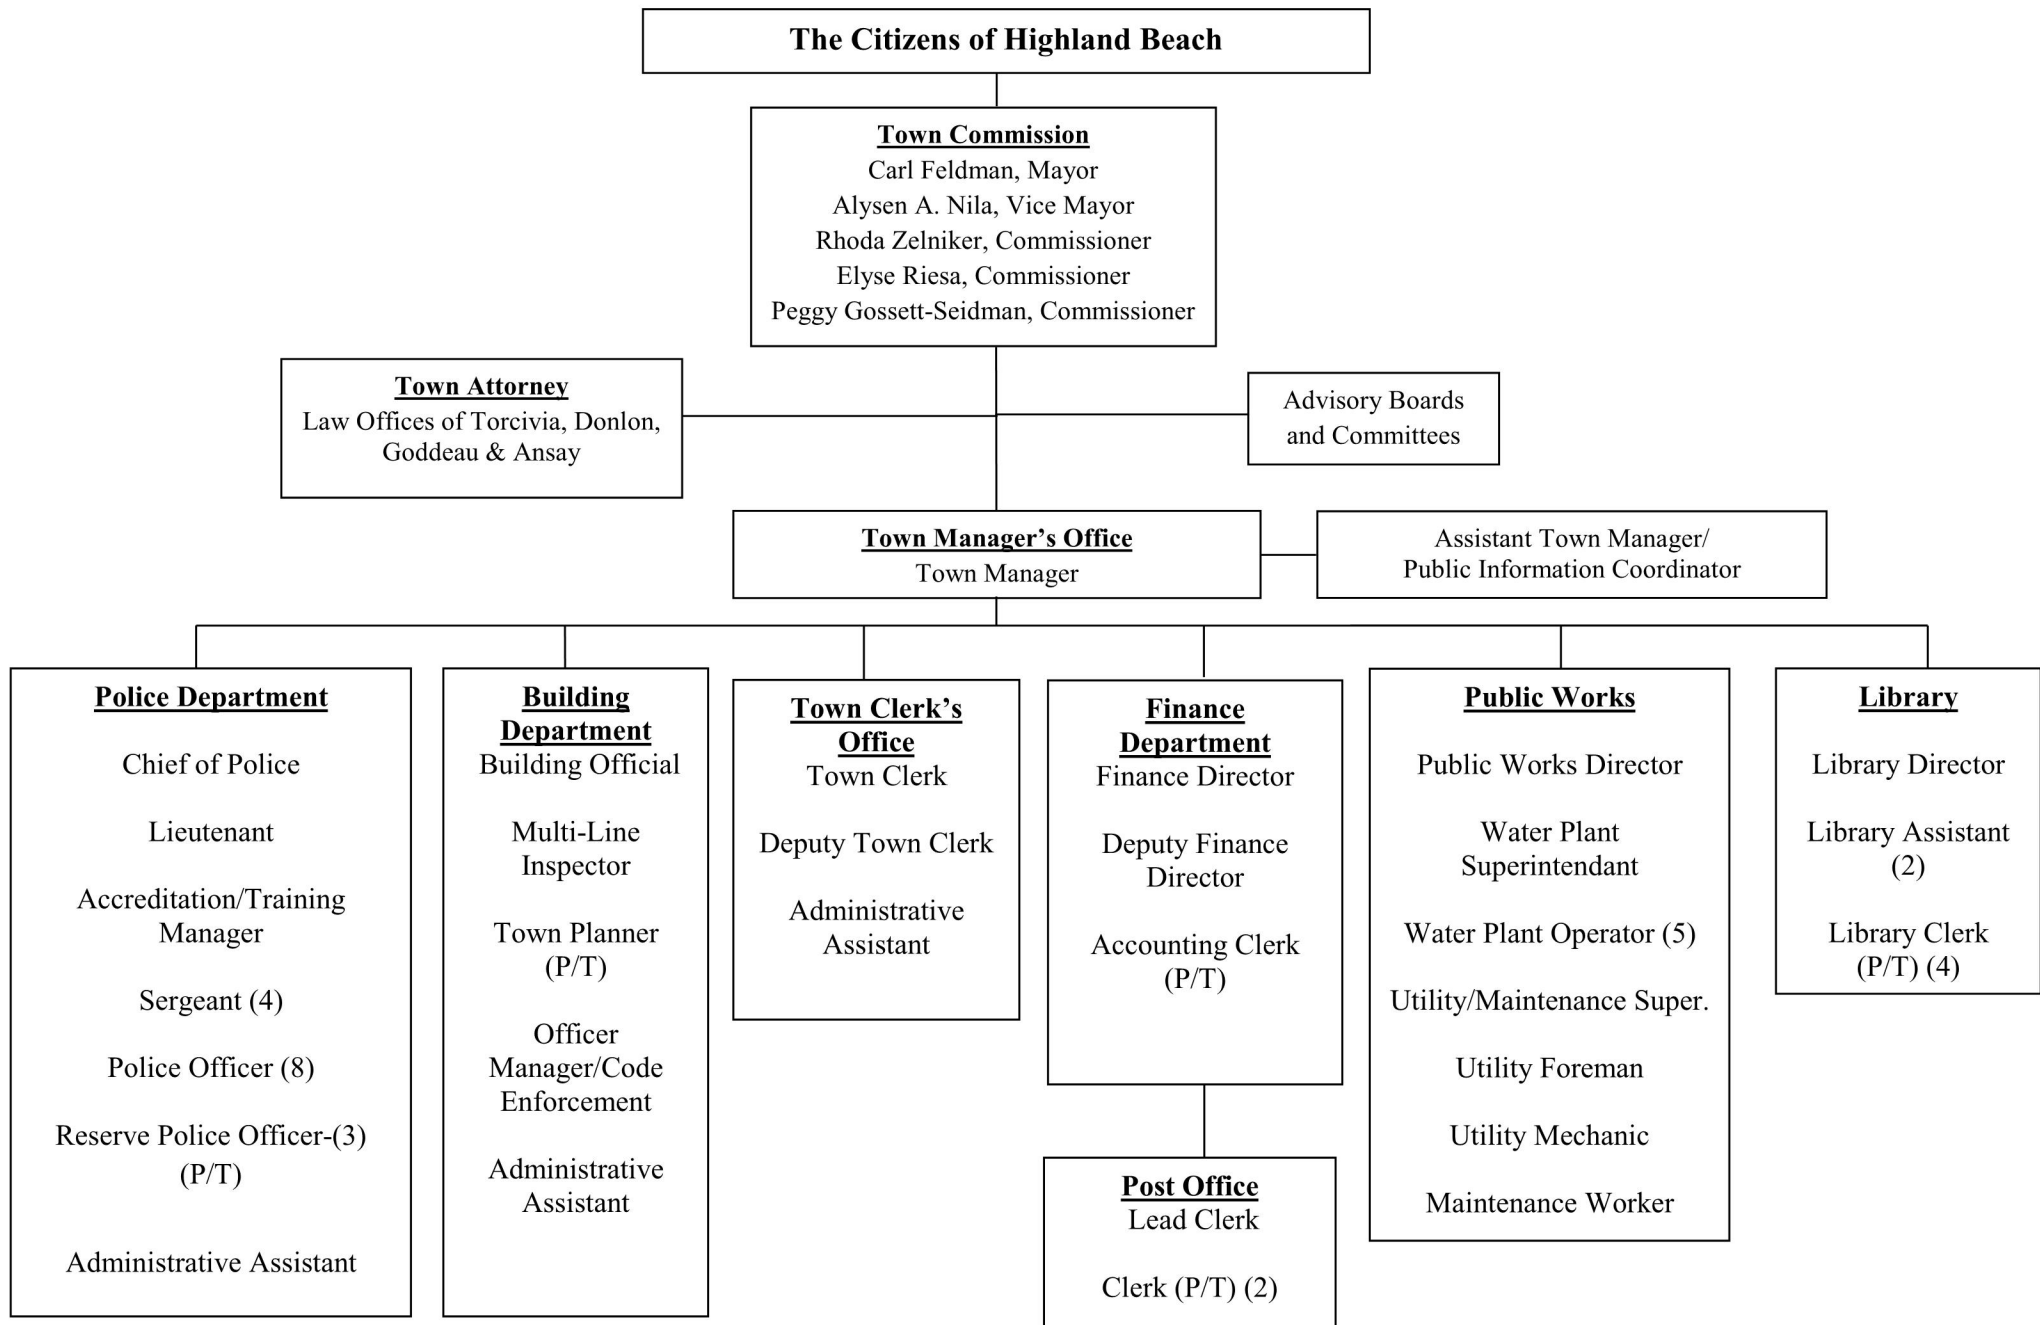 The Citizens of Highland Beach
Town Commission
Carl Feldman, Mayor
Alysen A. Nila, Vice Mayor
Rhoda Zelniker, Commissioner
Elyse Riesa, Commissioner
Peggy Gossett-Seidman, Commissioner
Town Attorney
Law Offices of Torcivia, Donlon,
Goddeau & Ansay
Advisory Boards
and Committees
Town Manager’s Office
Town Manager
Assistant Town Manager/
Public Information Coordinator
Police Department
Chief of Police
Lieutenant
Accreditation/Training
Manager
Sergeant (4)
Police Officer (8)
Reserve Police Officer-(3)
(P/T)
Administrative Assistant
Building
Department
Building Official
Multi-Line
Inspector
Town Planner
(P/T)
Officer
Manager/Code
Enforcement
Administrative
Assistant
Town Clerk’s
Office
Town Clerk
Deputy Town Clerk
Administrative
Assistant
Finance
Department
Finance Director
Deputy Finance
Director
Accounting Clerk
(P/T)
Post Office
Lead Clerk
Clerk (P/T) (2)
Public Works
Public Works Director
Water Plant
Superintendant
Water Plant Operator (5)
Utility/Maintenance Super.
Utility Foreman
Utility Mechanic
Maintenance Worker
Library
Library Director
Library Assistant
(2)
Library Clerk
(P/T) (4)